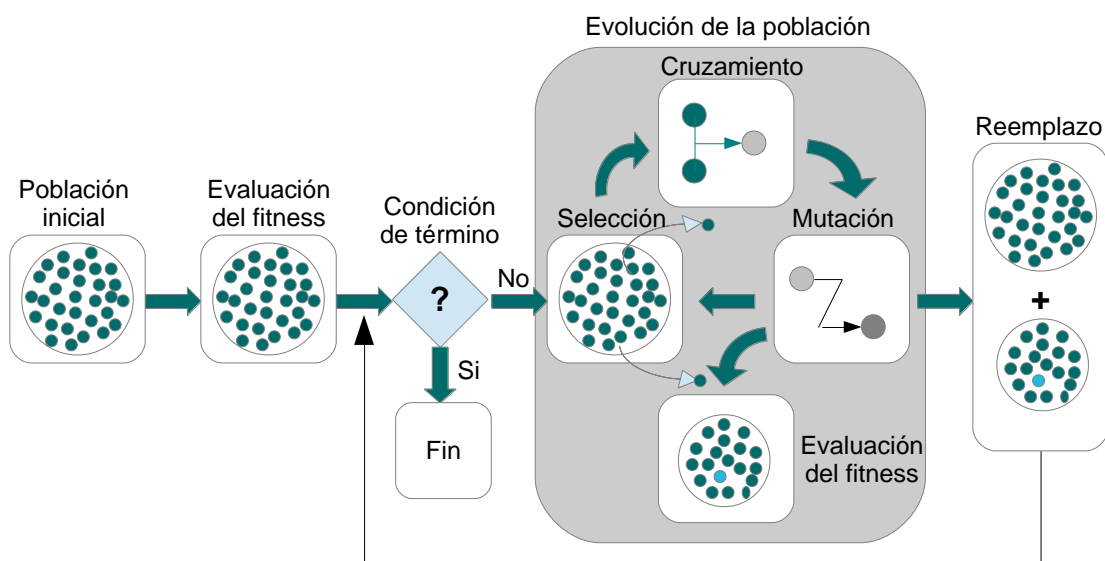 Evolución de la población
Cruzamiento
Reemplazo
Población
inicial
Evaluación
del fitness
Condición
de término
Selección
Mutación
?
No
+
Si
Fin
Evaluación
del fitness